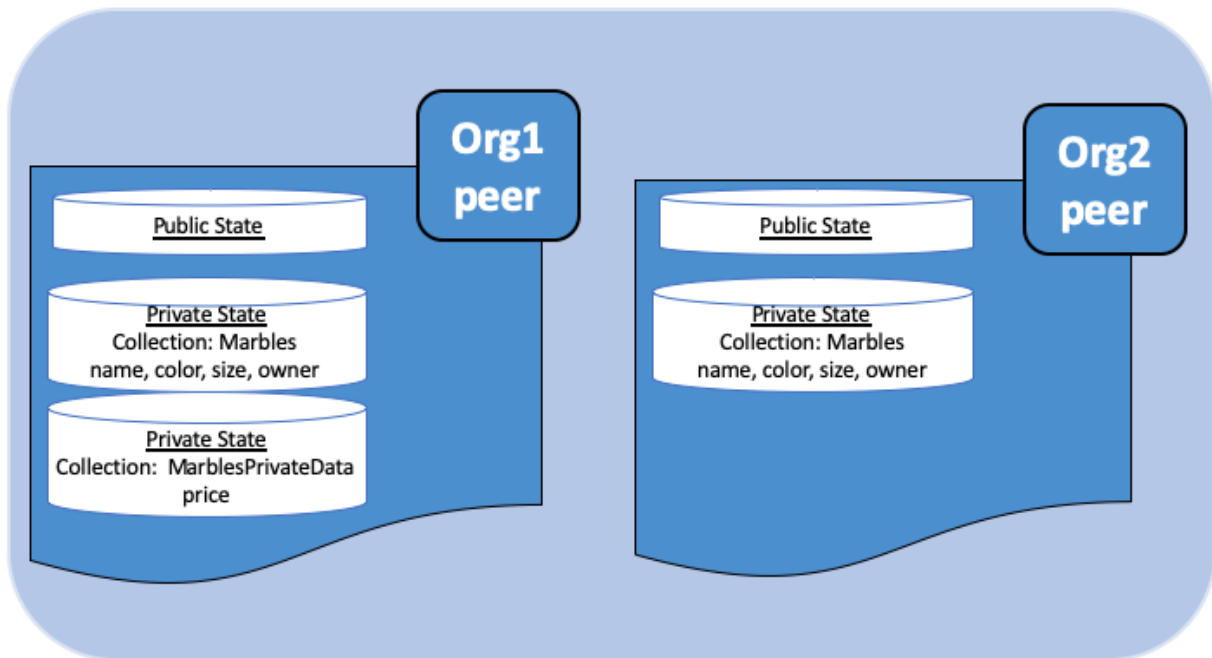 Org1
peer
Public State
Private State
Collection: Marbles
name, color, size, owner
Private State
Collection:  MarblesPrivateData
price
Org2
peer
Public State
Private State
Collection: Marbles
name, color, size, owner